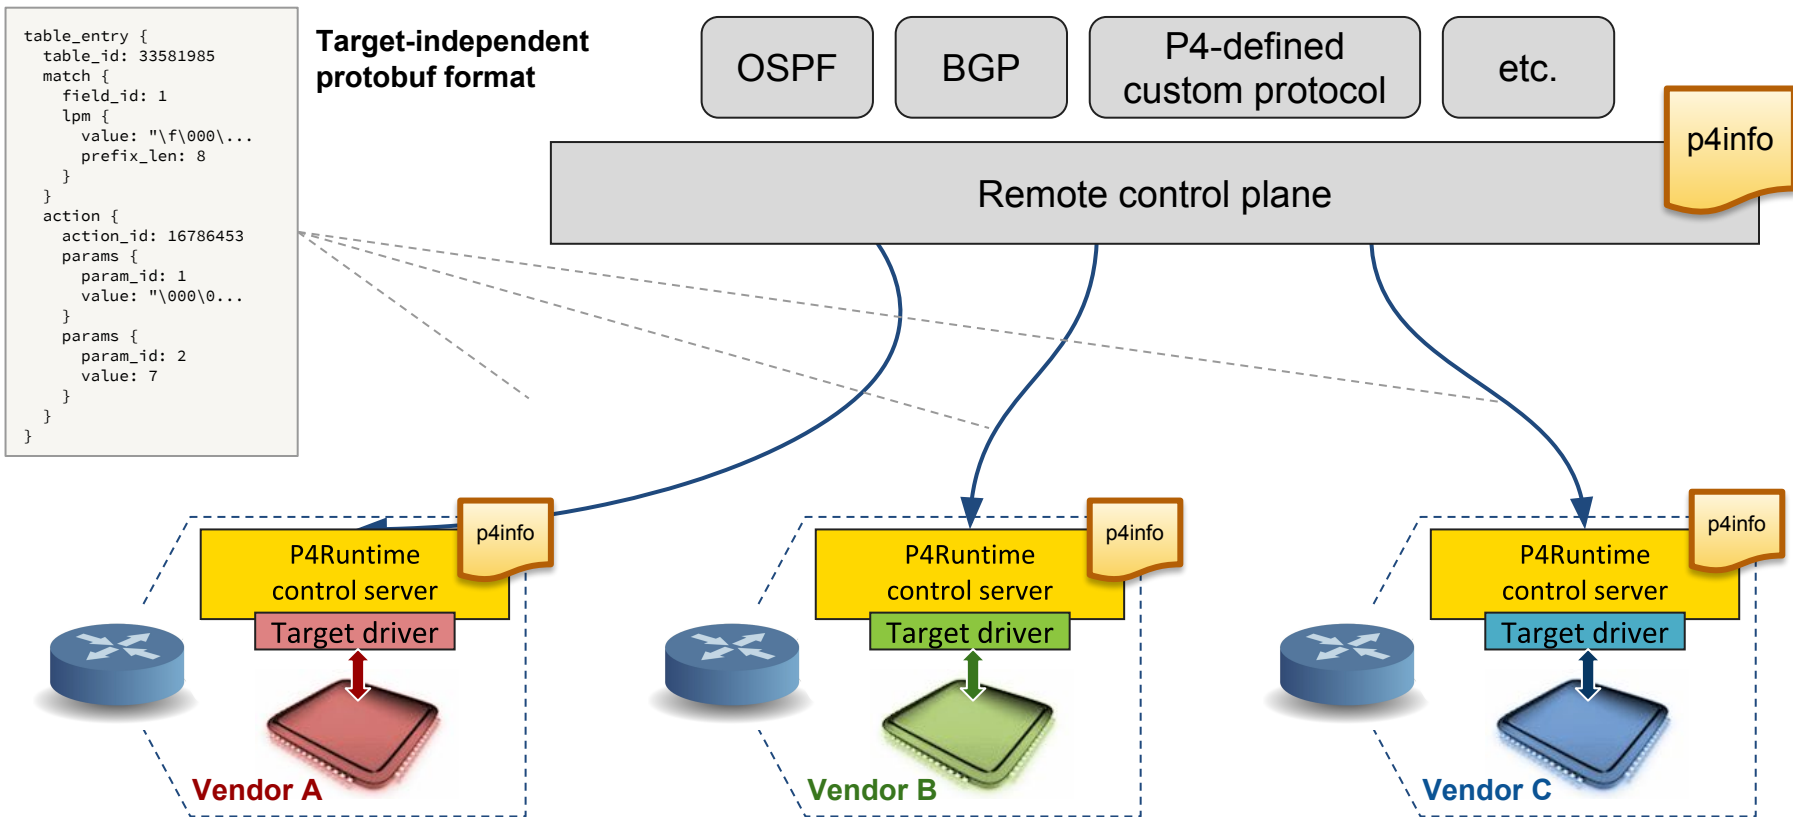 table_entry {
  table_id: 33581985
  match {
    field_id: 1
    lpm {
      value: "\f\000\...
      prefix_len: 8
    }
  }
  action {
    action_id: 16786453
    params {
      param_id: 1
      value: "\000\0...
    }
    params {
      param_id: 2
      value: 7
    }
  }
}
Target-independent
protobuf format
OSPF
BGP
P4-defined
custom protocol
etc.
p4info
Remote control plane
p4info
P4Runtime
control server
Target driver
Vendor A
p4info
P4Runtime
control server
Target driver
Vendor B
p4info
P4Runtime
control server
Target driver
Vendor C